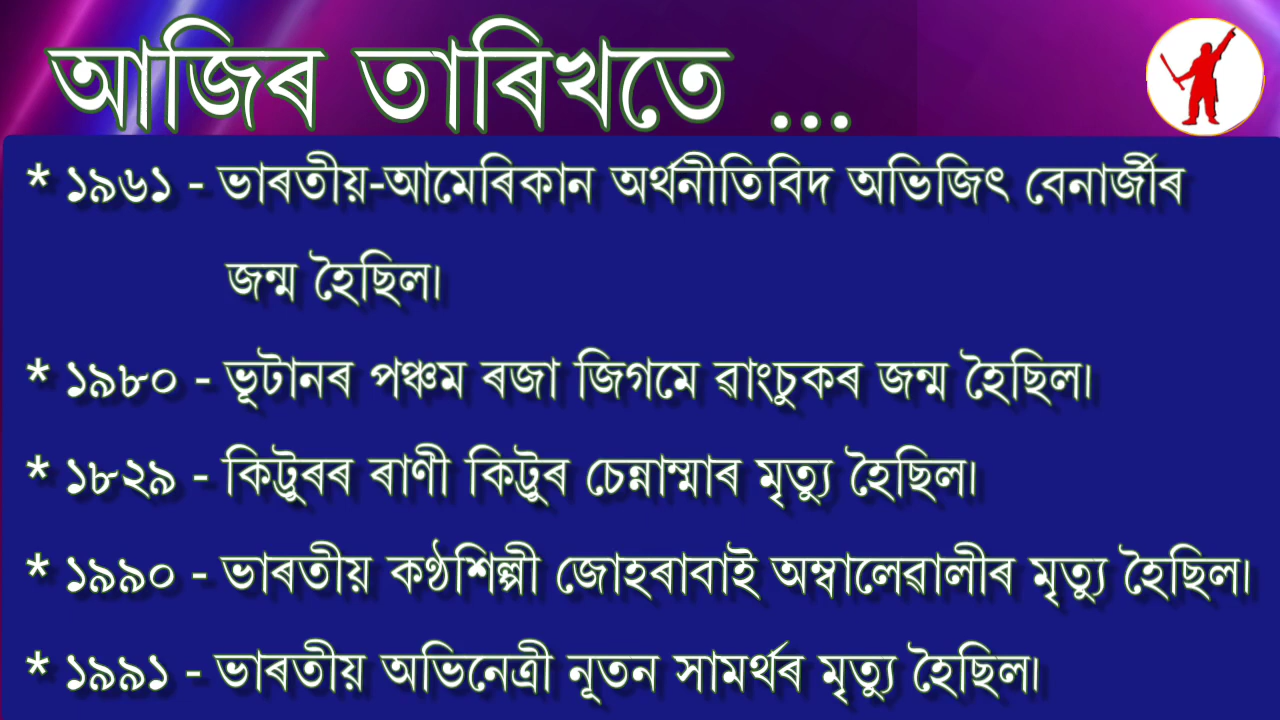 আজিৰ তাৰিখতে ...
* ১৯৬১ - ভাৰতীয়-আমেৰিকান অৰ্থনীতিবিদ অভিজিৎ বেনাৰ্জীৰ
জন্ম হৈছিল।
* ১৯৮০ - ভূটানৰ পঞ্চম ৰজা জিগমে ৱাংচুকৰ জন্ম হৈছিল।
* ১৮২৯ - কিট্টুৰৰ ৰাণী কিট্টুৰ চেন্নাম্মাৰ মৃত্যু হৈছিল।
* ১৯৯০ - ভাৰতীয় কণ্ঠশিল্পী জোহৰাবাই অম্বালেৱালীৰ মৃত্যু হৈছিল।
* ১৯৯১ - ভাৰতীয় অভিনেত্ৰী নূতন সামৰ্থৰ মৃত্যু হৈছিল।